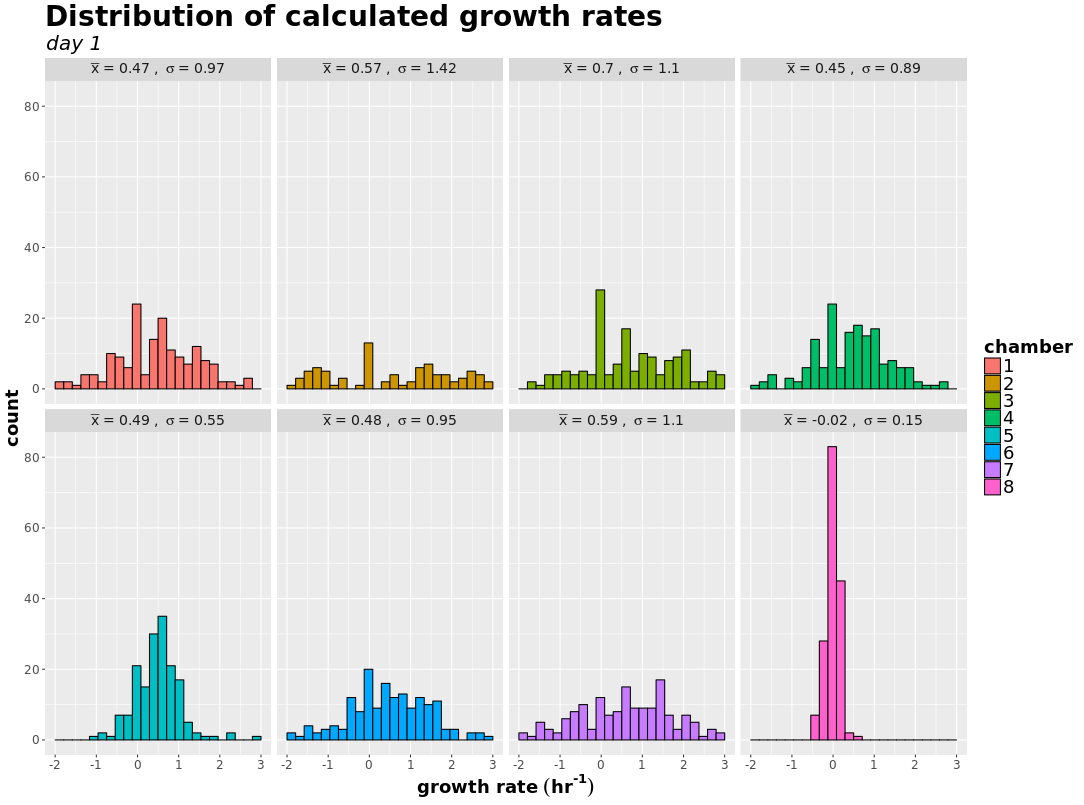 Distribution of calculated growth rates
day 1
x̅ = 0.47 , σ = 0.97
x̅ = 0.57 , σ = 1.42
x̅ = 0.7 , σ = 1.1
x̅ = 0.45 , σ = 0.89
80
60
40
20
0
x̅ = 0.49 , σ = 0.55
x̅ = 0.48 , σ = 0.95
x̅ = 0.59 , σ = 1.1
x̅ = -0.02 , σ = 0.15
80
60
40
20
0
-2 -1 0 1 2 3
-2 -1 0 1 2 3
-2 -1 0 1 2 3
-2 -1 0 1 2 3
count
growth rate (hr⁻¹)
chamber
1
2
3
4
5
6
7
8